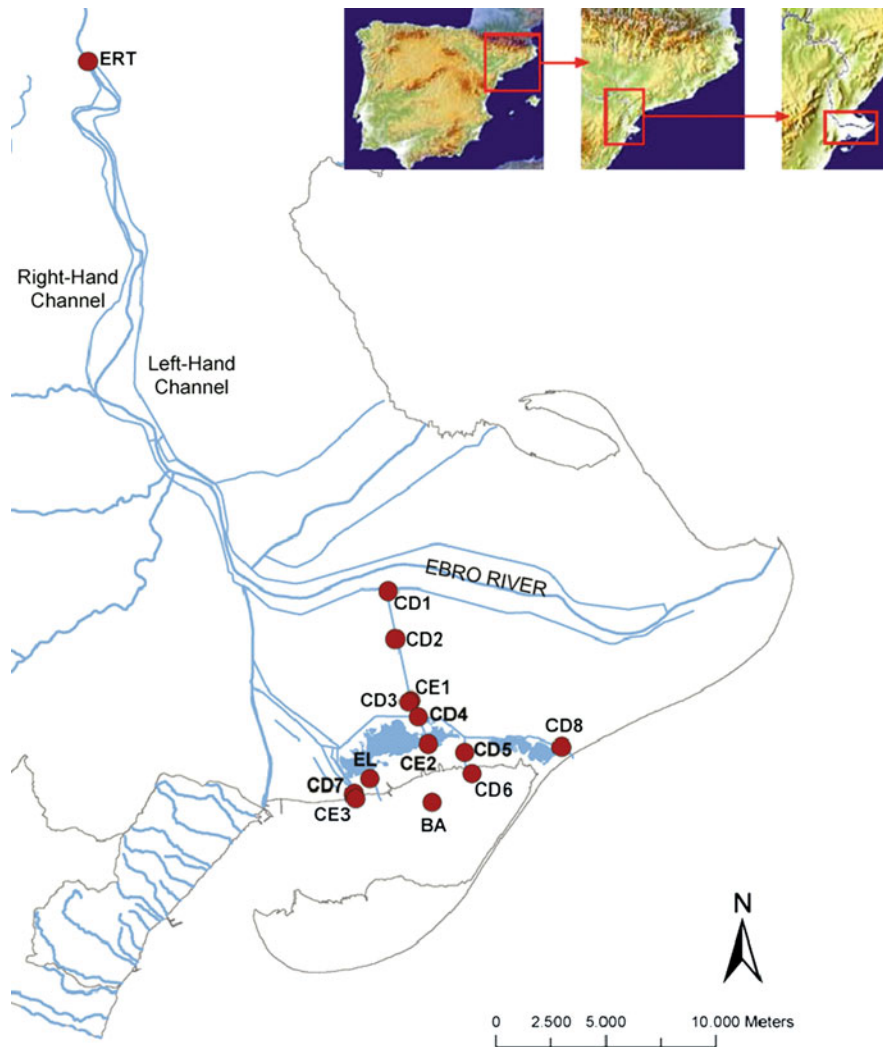 ERT
Right-Hand
Channel
Left-Hand
Channel
EBRO RIVER
CD1
CD2
CE1
CD3
CD4
CD8
CE2
CD5
EL
CD6
CD7
CE3
BA
N
0 2.500 5.000 10.000 Meters